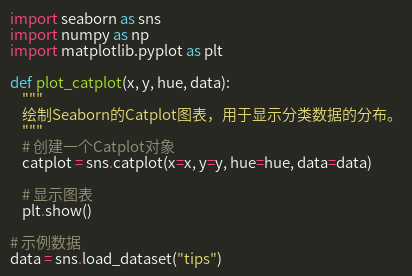 import seaborn as sns
import numpy as np
import matplotlib.pyplot as plt
def plot_catplot(x, y, hue, data):
"""
绘制Seaborn的Catplot图表，用于显示分类数据的分布。
"""
# 创建一个Catplot对象
catplot = sns.catplot(x=x, y=y, hue=hue, data=data)
# 显示图表
plt.show()
# 示例数据
data = sns.load_dataset("tips")